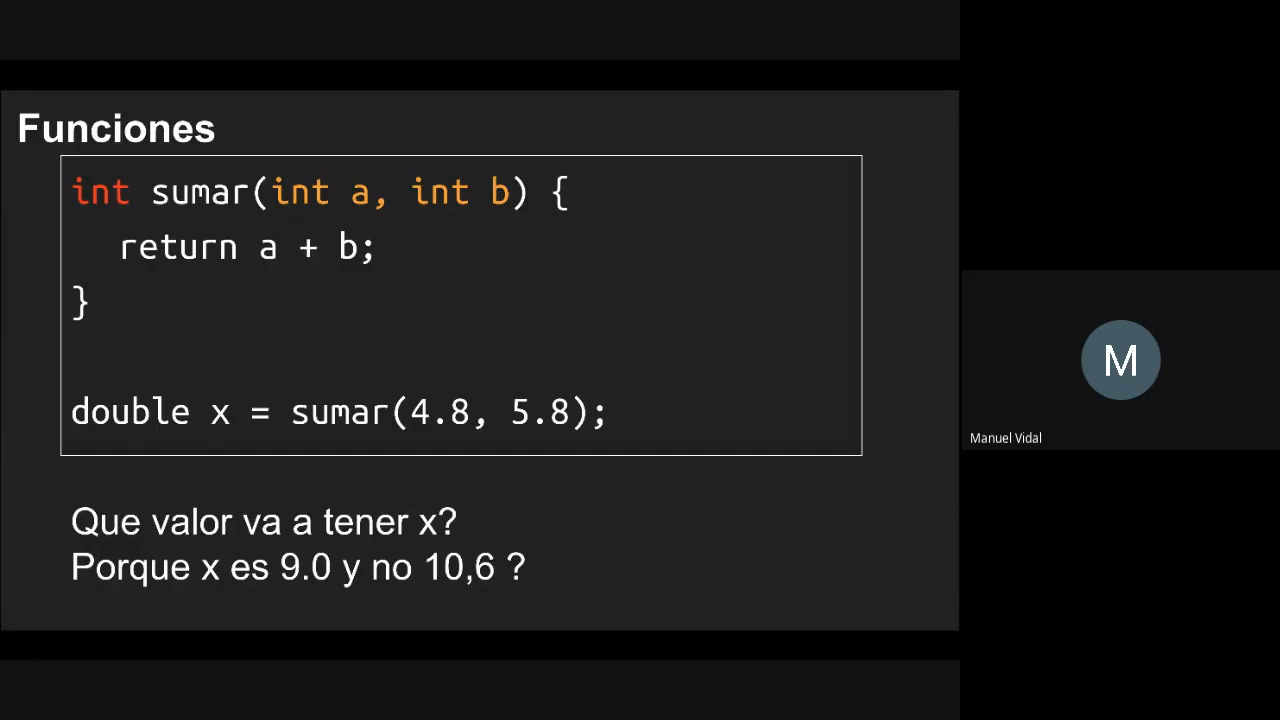 Funciones
int sumar(int a, int b) {
return a + b;
}
double x = sumar(4.8, 5.8);
Que valor va a tener x?
Porque x es 9.0 y no 10,6 ?
M
Manuel Vidal